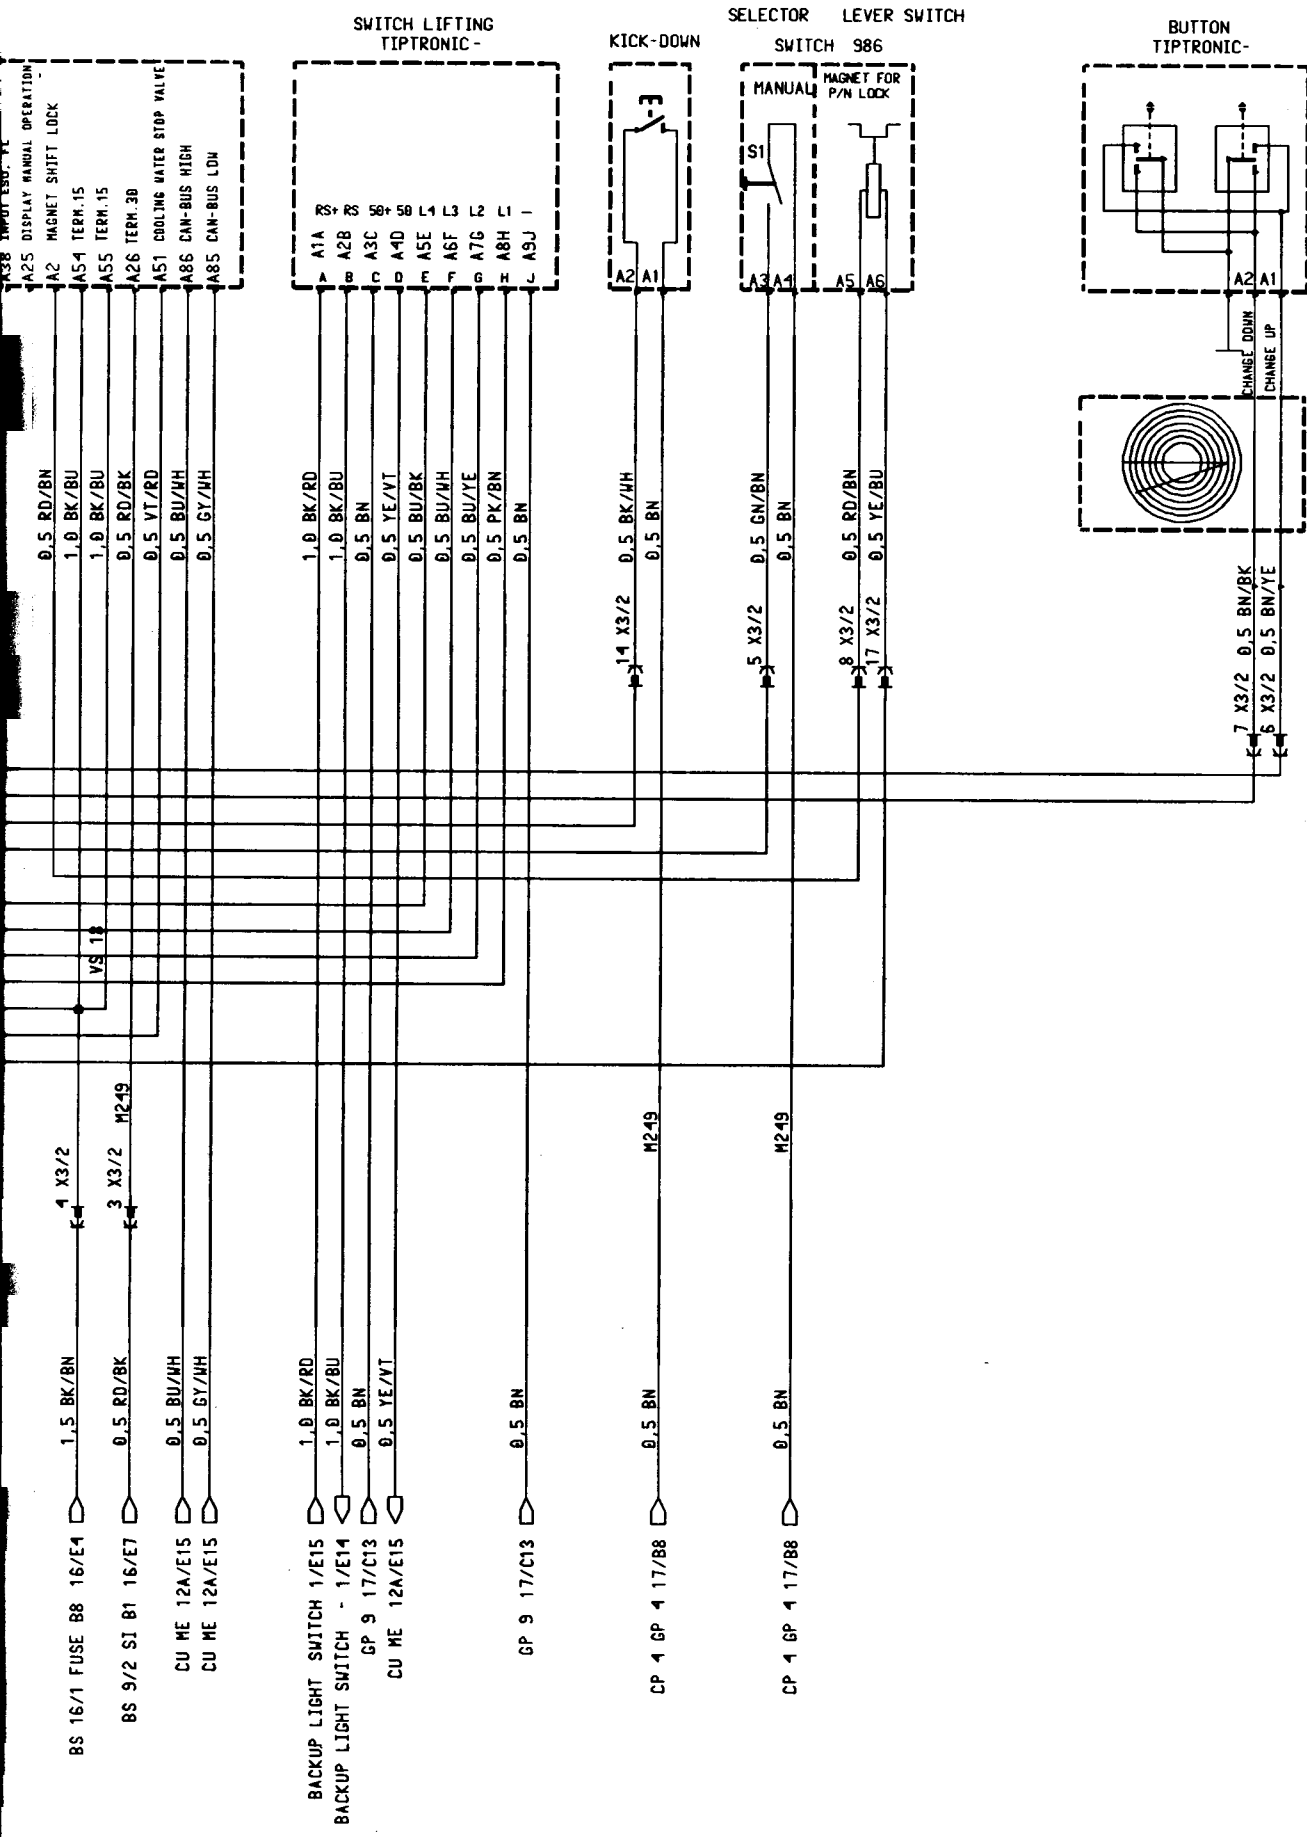 SWITCH LIFTING
TIPTRONIC-
KICK-DOWN
SELECTOR LEVER SWITCH
SWITCH 986
BUTTON
TIPTRONIC-
MANUAL
MAGNET FOR
P/N LOCK
S1
A38
A25 DISPLAY MANUAL OPERATION
A2 MAGNET SHIFT LOCK
A54 TERM.15
A55 TERM.15
A26 TERM.30
A51 COOLING WATER STOP VALVE
A86 CAN-BUS HIGH
A85 CAN-BUS LOW
RS+ RS 50+ 50 L4 L3 L2 L1 -
A1A A2B A3C A4D A5E A6F A7G A8H A9J
A B C D E F G H J
A2 A1
A3 A4
A5 A6
A2 A1
CHANGE DOWN
CHANGE UP
0,5 RD/BN
1,0 BK/BU
1,0 BK/BU
0,5 RD/BK
0,5 VT/RD
0,5 BU/WH
0,5 GY/WH
1,0 BK/RD
1,0 BK/BU
0,5 BN
0,5 YE/VT
0,5 BU/BK
0,5 BU/WH
0,5 BU/YE
0,5 PK/BN
0,5 BN
14 X3/2 0,5 BK/WH
0,5 BN
5 X3/2 0,5 GN/BN
0,5 BN
8 X3/2 0,5 RD/BN
17 X3/2 0,5 YE/BU
7 X3/2 0,5 BN/BK
6 X3/2 0,5 BN/YE
VS 18
4 X3/2
3 X3/2 M249
M249
M249
1,5 BK/BN
0,5 RD/BK
0,5 BU/WH
0,5 GY/WH
1,0 BK/RD
1,0 BK/BU
0,5 BN
0,5 YE/VT
0,5 BN
0,5 BN
0,5 BN
BS 16/1 FUSE B8 16/E4
BS 9/2 SI B1 16/E7
CU ME 12A/E15
CU ME 12A/E15
BACKUP LIGHT SWITCH 1/E15
BACKUP LIGHT SWITCH - 1/E14
GP 9 17/C13
CU ME 12A/E15
GP 9 17/C13
CP 4 GP 4 17/B8
CP 4 GP 4 17/B8